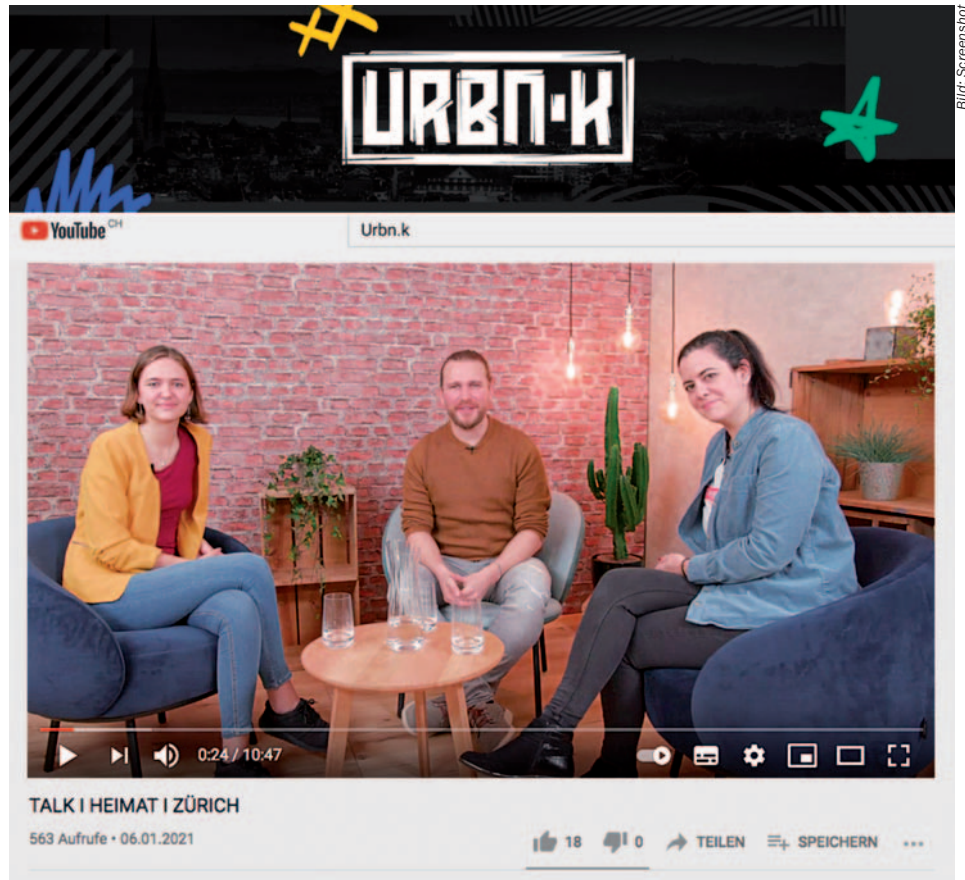 Bild: Screenshot
URBN·K
YouTube CH
Urbn.k
0:24 / 10:47
TALK I HEIMAT I ZÜRICH
563 Aufrufe • 06.01.2021
18
0
TEILEN
SPEICHERN